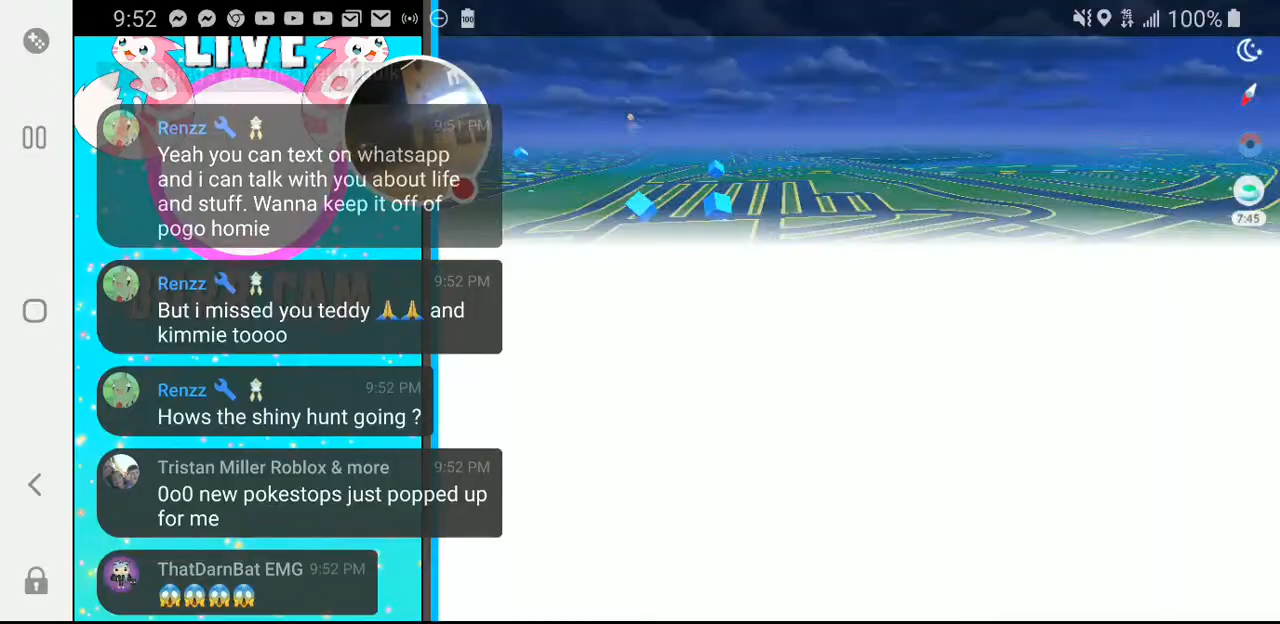 9:52
100
4G
100%
LIVE
Renzz 🔧 9:51 PM
Yeah you can text on whatsapp
and i can talk with you about life
and stuff. Wanna keep it off of
pogo homie
7:45
Renzz 🔧 9:52 PM
But i missed you teddy 🙏🙏 and
kimmie toooo
Renzz 🔧 9:52 PM
Hows the shiny hunt going ?
Tristan Miller Roblox & more 9:52 PM
0o0 new pokestops just popped up
for me
ThatDarnBat EMG 9:52 PM
😱😱😱😱